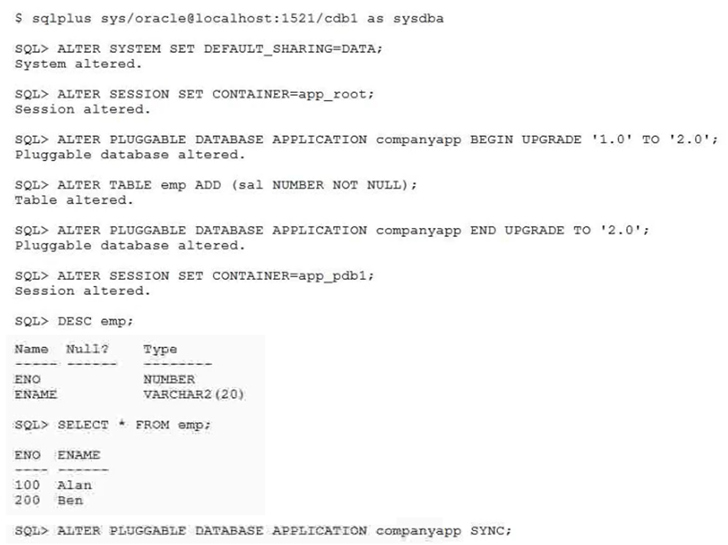 $ sqlplus sys/oracle@localhost:1521/cdb1 as sysdba
SQL> ALTER SYSTEM SET DEFAULT_SHARING=DATA;
System altered.
SQL> ALTER SESSION SET CONTAINER=app_root;
Session altered.
SQL> ALTER PLUGGABLE DATABASE APPLICATION companyapp BEGIN UPGRADE '1.0' TO '2.0';
Pluggable database altered.
SQL> ALTER TABLE emp ADD (sal NUMBER NOT NULL);
Table altered.
SQL> ALTER PLUGGABLE DATABASE APPLICATION companyapp END UPGRADE TO '2.0';
Pluggable database altered.
SQL> ALTER SESSION SET CONTAINER=app_pdb1;
Session altered.
SQL> DESC emp;
Name Null? Type
----- ------ --------
ENO NUMBER
ENAME VARCHAR2(20)
SQL> SELECT * FROM emp;
ENO ENAME
---- ------
100 Alan
200 Ben
SQL> ALTER PLUGGABLE DATABASE APPLICATION companyapp SYNC;